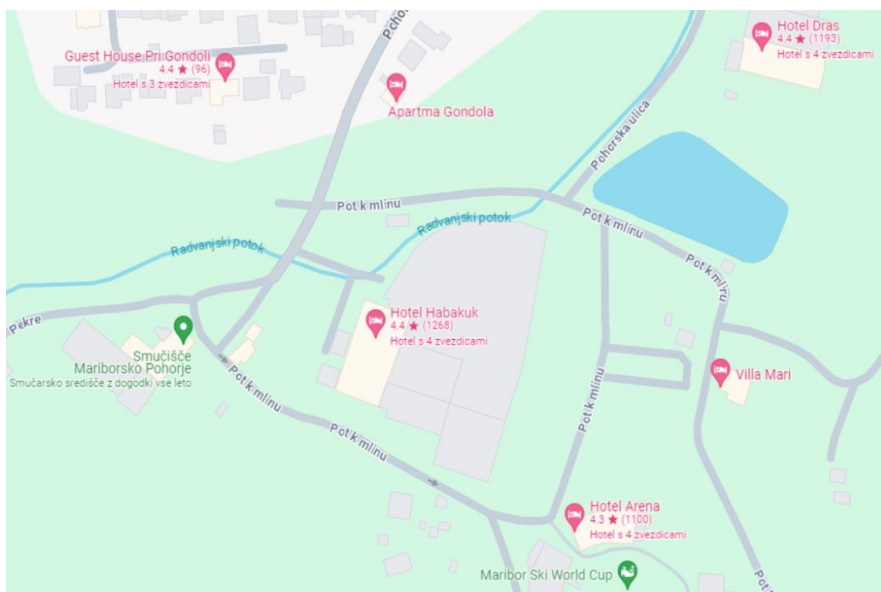 Pohor
Hotel Dras
4.4 ★ (1193)
Hotel s 4 zvezdicami
Guest House Pri Gondoli
4.4 ★ (96)
Hotel s 3 zvezdicami
Apartma Gondola
Pohorska ulica
Pot k mlinu
Radvanjski potok
Pot k mlinu
Radvanjski potok
Pot k mlinu
Pekre
Hotel Habakuk
4.4 ★ (1268)
Hotel s 4 zvezdicami
Smučišče
Mariborsko Pohorje
Smučarsko središče z dogodki vse leto
Pot k mlinu
Villa Mari
Pot k mlinu
Pot k mlinu
Hotel Arena
4.3 ★ (1100)
Hotel s 4 zvezdicami
Maribor Ski World Cup